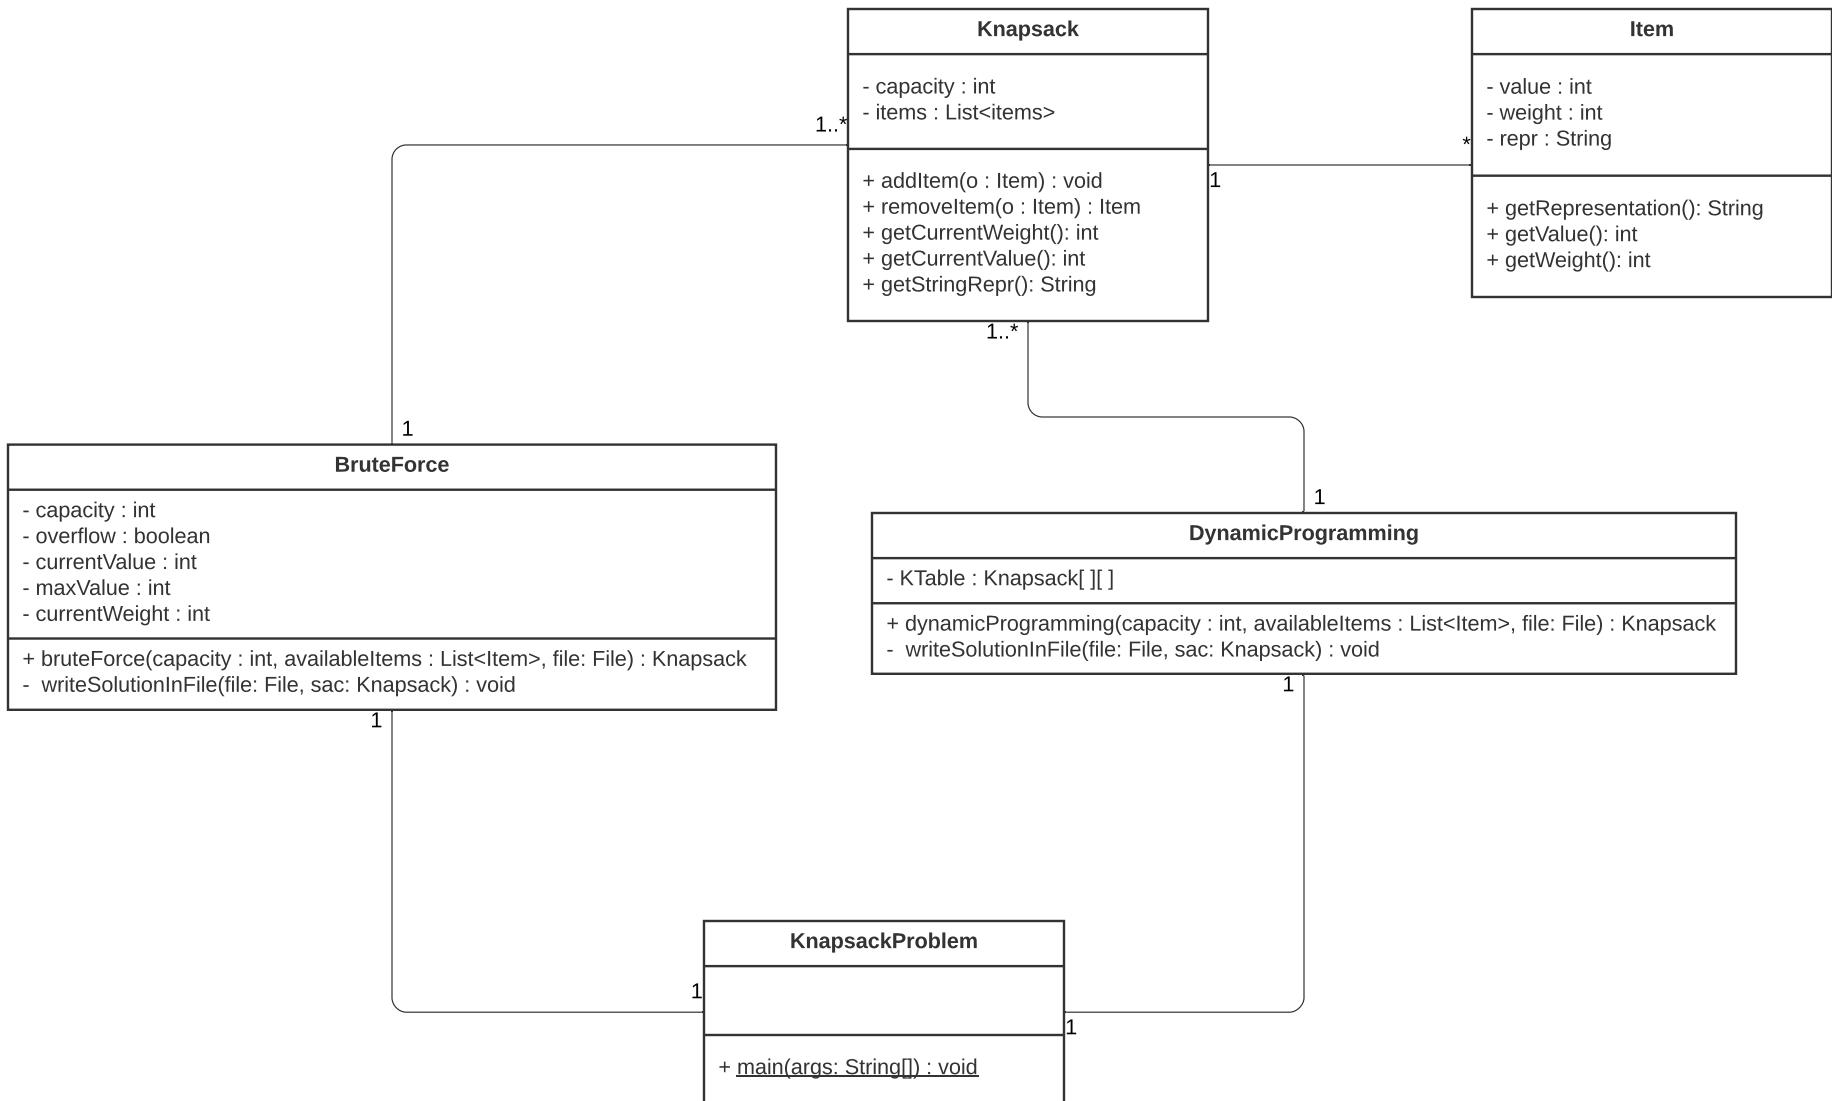 Knapsack
- capacity : int
- items : List<items>
+ addItem(o : Item) : void
+ removeItem(o : Item) : Item
+ getCurrentWeight(): int
+ getCurrentValue(): int
+ getStringRepr(): String
Item
- value : int
- weight : int
- repr : String
+ getRepresentation(): String
+ getValue(): int
+ getWeight(): int
1..*
*
1
1..*
1
1
BruteForce
- capacity : int
- overflow : boolean
- currentValue : int
- maxValue : int
- currentWeight : int
+ bruteForce(capacity : int, availableItems : List<Item>, file: File) : Knapsack
- writeSolutionInFile(file: File, sac: Knapsack) : void
DynamicProgramming
- KTable : Knapsack[ ][ ]
+ dynamicProgramming(capacity : int, availableItems : List<Item>, file: File) : Knapsack
- writeSolutionInFile(file: File, sac: Knapsack) : void
1
1
KnapsackProblem
1
1
+ main(args: String[]) : void